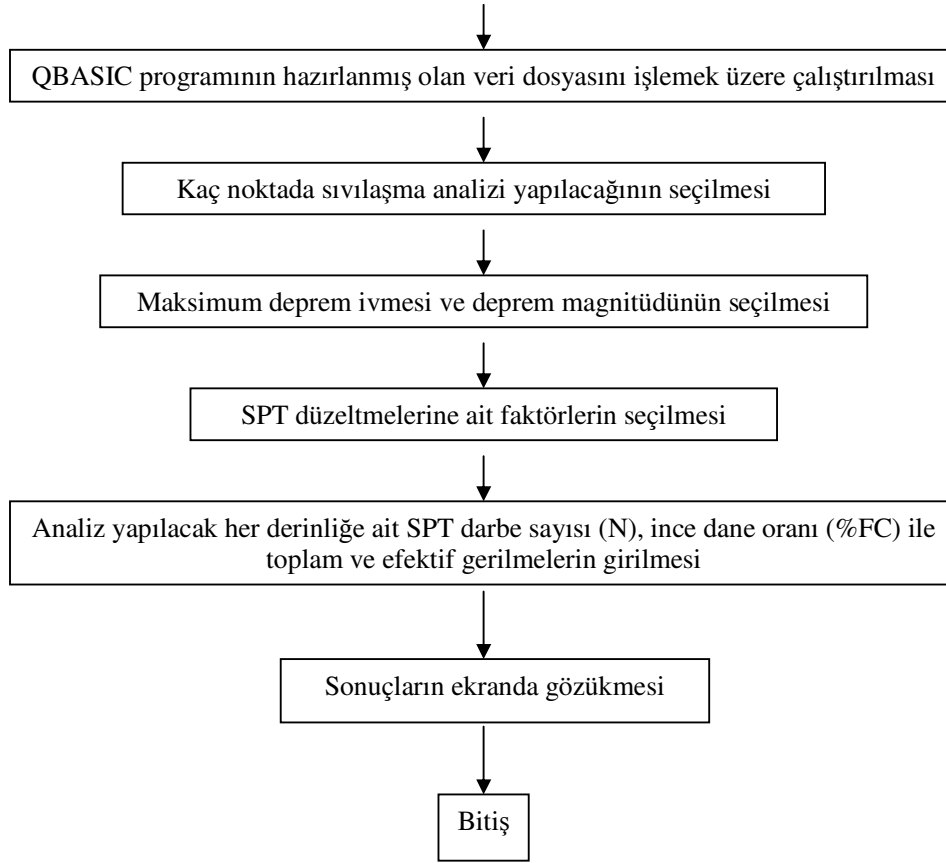 QBASIC programının hazırlanmış olan veri dosyasını işlemek üzere çalıştırılması
Kaç noktada sıvılaşma analizi yapılacağının seçilmesi
Maksimum deprem ivmesi ve deprem magnitüdünün seçilmesi
SPT düzeltmelerine ait faktörlerin seçilmesi
Analiz yapılacak her derinliğe ait SPT darbe sayısı (N), ince dane oranı (%FC) ile
toplam ve efektif gerilmelerin girilmesi
Sonuçların ekranda gözükmesi
Bitiş